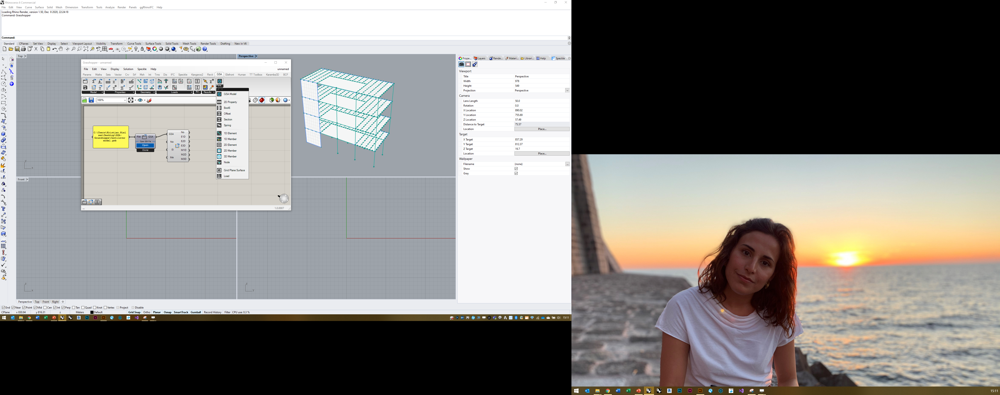 Rhinoceros 6 Commercial
File Edit View Curve Surface Solid Mesh Dimension Transform Tools Analyze Render Panels ggRhinoIFC Help
Loading Rhino Render, version 1.50, Dec 8 2020, 22:24:18
Command: Grasshopper
Command:
Standard CPlanes Set View Display Select Viewport Layout Visibility Transform Curve Tools Surface Tools Solid Tools Mesh Tools Render Tools Drafting New in V6
Top
Perspective
Grasshopper - unnamed
File Edit View Display Solution Speckle Help unnamed
Params Maths Sets Vector Crv Srf Msh Int Trns Dis IFC Speckle Kangaroo2 Revit GSA Elefront Human TT Toolbox Karamba3D BCF
Para...
Model Properties Geometry Loads An... Results
100%
GSA Model
2D Property
Bool6
Offset
Section
Spring
1D Element
1D Member
2D Element
2D Member
3D Member
Node
Grid Plane Surface
Load
C:\Users\Kristjan.Niel
sen\Desktop\GSA-
Grasshoppe\Cantilever
model.gwb
File GSA
Open GSA file
Open
Done
GSA
No
El
Me
No
E1D
E2D
E3D
M1D
M2D
M3D
...
1.0.0007
Front
y
x
z
x
z
y
Prope... Layers Rende... Materi... Librari... Help Speckle
Viewport
Title Perspective
Width 978
Height 549
Projection Perspective
Camera
Lens Length 50.0
Rotation 0.0
X Location 890.02
Y Location 755.69
Z Location 57.49
Distance to Target 75.57
Location Place...
Target
X Target 857.29
Y Target 812.37
Z Target 19.7
Location Place...
Wallpaper
Filename (none) ...
Show
Gray
Perspective Top Front Right
End Near Point Mid Cen Int Perp Tan Quad Knot Vertex Project Disable
CPlane x 830.94 y 816.31 z Meters Default Grid Snap Ortho Planar Osnap SmartTrack Gumball Record History Filter CPU use: 0.3 %
15:11
15:11